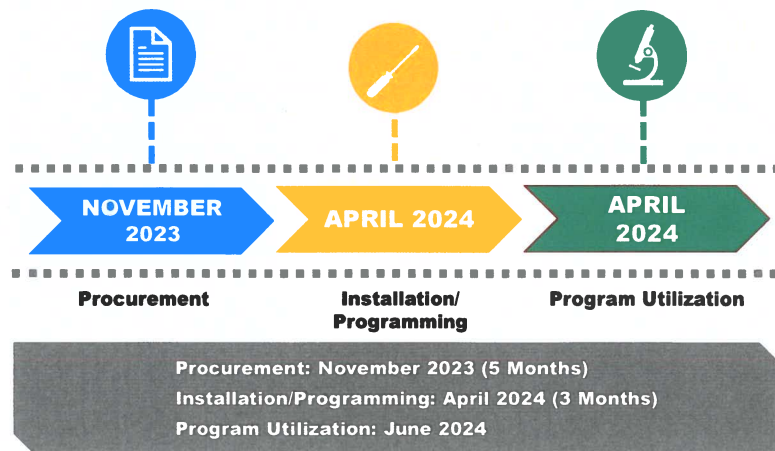 NOVEMBER
2023
APRIL 2024
APRIL
2024
Procurement
Installation/
Programming
Program Utilization
Procurement: November 2023 (5 Months)
Installation/Programming: April 2024 (3 Months)
Program Utilization: June 2024